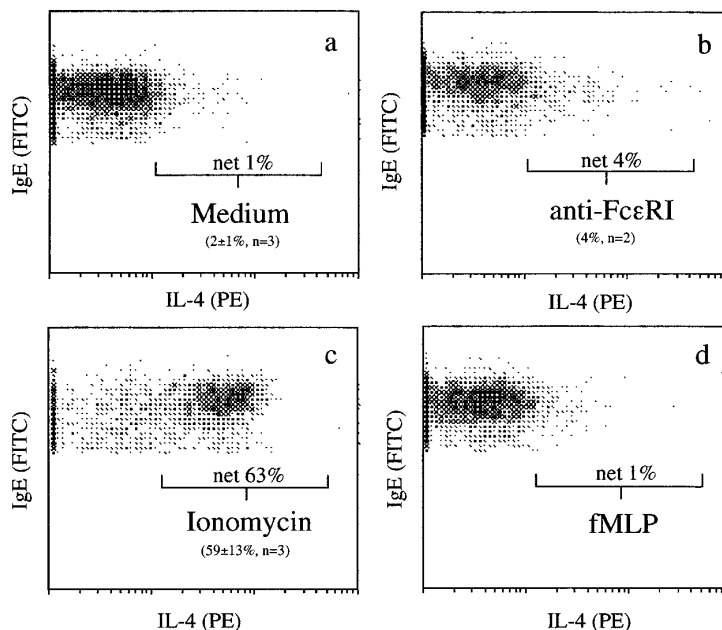 a
IgE (FITC)
net 1%
Medium
(2±1%, n=3)
IL-4 (PE)
b
IgE (FITC)
net 4%
anti-FcεRI
(4%, n=2)
IL-4 (PE)
c
IgE (FITC)
net 63%
Ionomycin
(59±13%, n=3)
IL-4 (PE)
d
IgE (FITC)
net 1%
fMLP
IL-4 (PE)